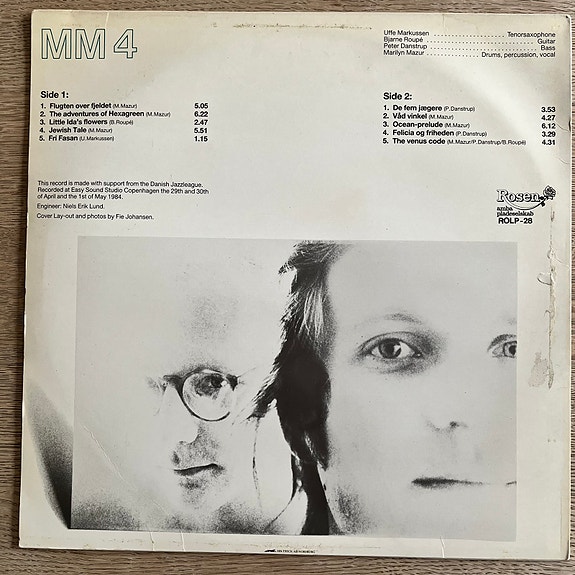 MM 4
Uffe Markussen . . . . . . . . . . . . . . . . . . . . . Tenorsaxophone
Bjarne Roupé . . . . . . . . . . . . . . . . . . . . . Guitar
Peter Danstrup . . . . . . . . . . . . . . . . . . . . . Bass
Marilyn Mazur . . . . . . . . . . . . . Drums, percussion, vocal
Side 1:
1. Flugten over fjeldet (M.Mazur) 5.05
2. The adventures of Hexagreen (M.Mazur) 6.22
3. Little Ida's flowers (B.Roupé) 2.47
4. Jewish Tale (M.Mazur) 5.51
5. Fri Fasan (U.Markussen) 1.15
Side 2:
1. De fem jægere (P.Danstrup) 3.53
2. Våd vinkel (M.Mazur) 4.27
3. Ocean-prelude (M.Mazur) 6.12
4. Felicia og friheden (P.Danstrup) 3.29
5. The venus code (M.Mazur/P.Danstrup/B.Roupé) 4.31
This record is made with support from the Danish Jazzleague.
Recorded at Easy Sound Studio Copenhagen the 29th and 30th
of April and the 1st of May 1984.
Engineer: Niels Erik Lund.
Cover Lay-out and photos by Fie Johansen.
Rosen
amba
pladeselskab
ROLP-28